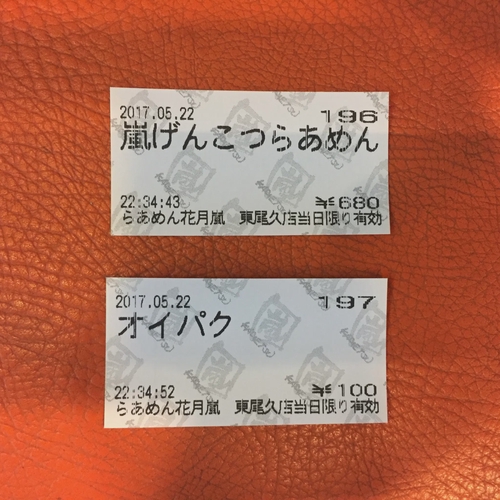 2017.05.22 196
嵐げんこつらあめん
22:34:43 ¥680
らあめん花月嵐 東尾久店当日限り有効
2017.05.22 197
オイパク
22:34:52 ¥100
らあめん花月嵐 東尾久店当日限り有効